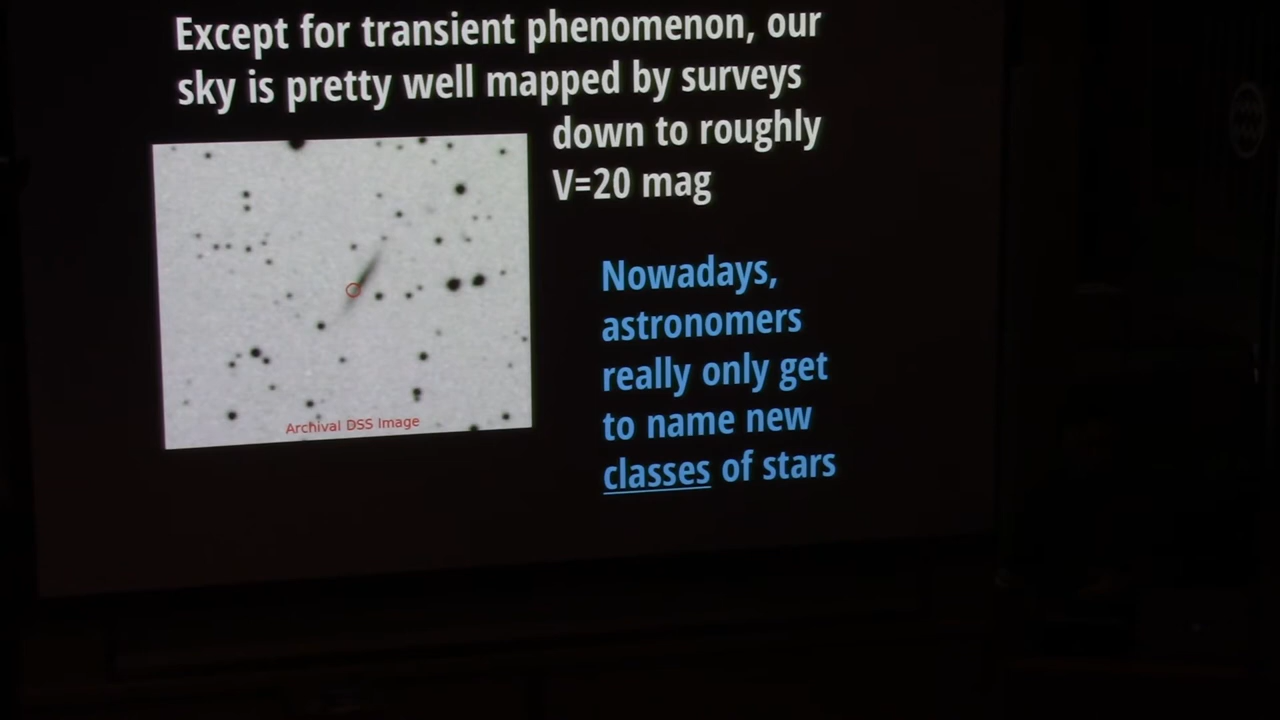 Except for transient phenomenon, our
sky is pretty well mapped by surveys
down to roughly
V=20 mag
Nowadays,
astronomers
really only get
to name new
classes of stars
Archival DSS Image